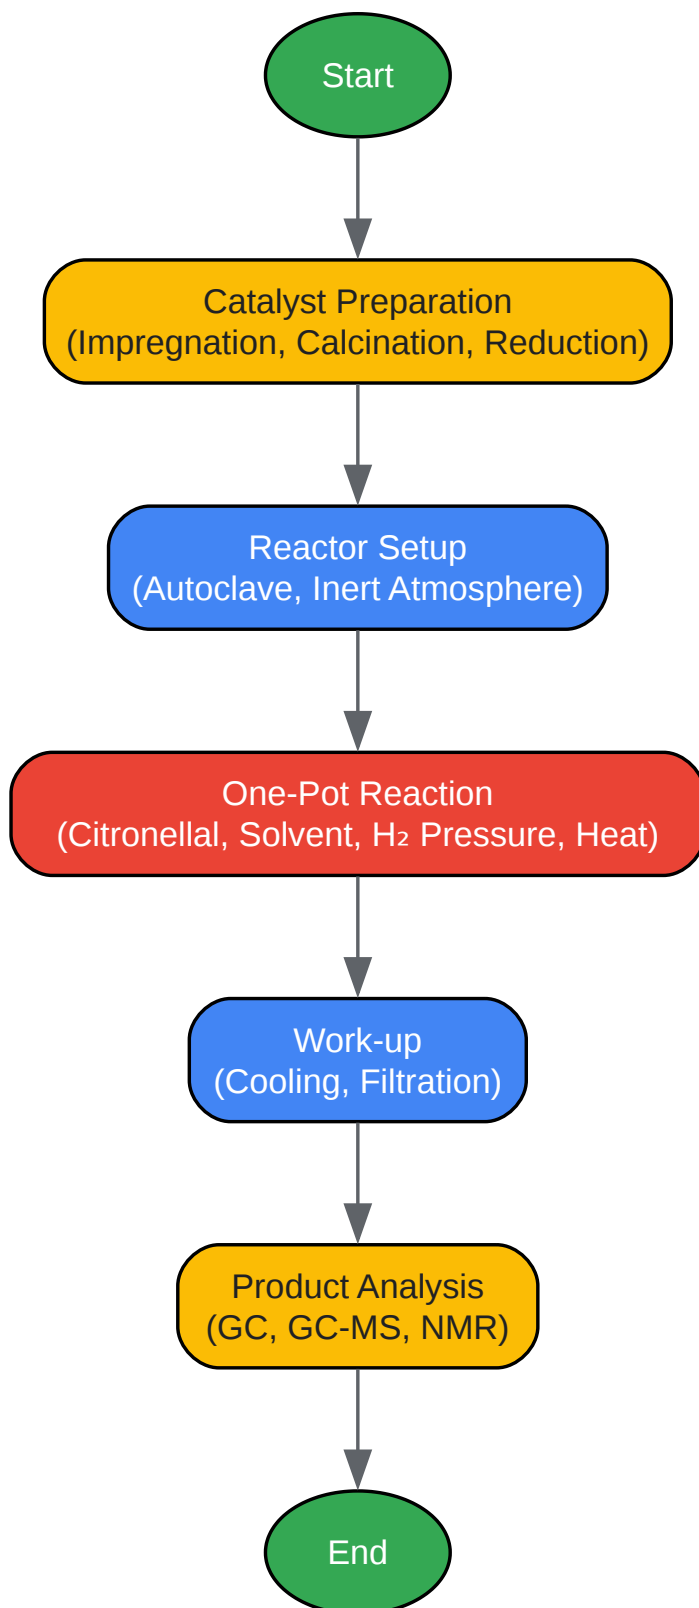 Start
Catalyst Preparation
(Impregnation, Calcination, Reduction)
Reactor Setup
(Autoclave, Inert Atmosphere)
One-Pot Reaction
(Citronellal, Solvent, H₂ Pressure, Heat)
Work-up
(Cooling, Filtration)
Product Analysis
(GC, GC-MS, NMR)
End